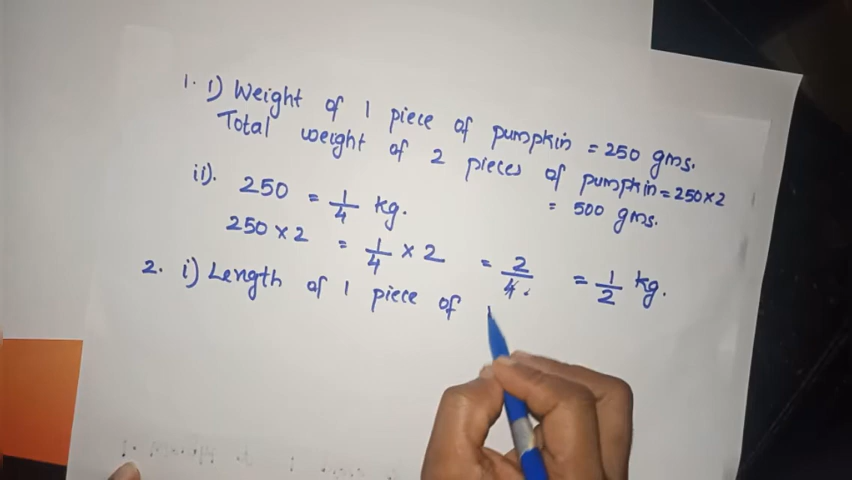 1. i) Weight of 1 piece of pumpkin = 250 gms.
Total weight of 2 pieces of pumpkin = 250 × 2
= 500 gms.
ii). 250 = 1/4 kg.
250 × 2 = 1/4 × 2 = 2/4. = 1/2 kg.
2. i) Length of 1 piece of